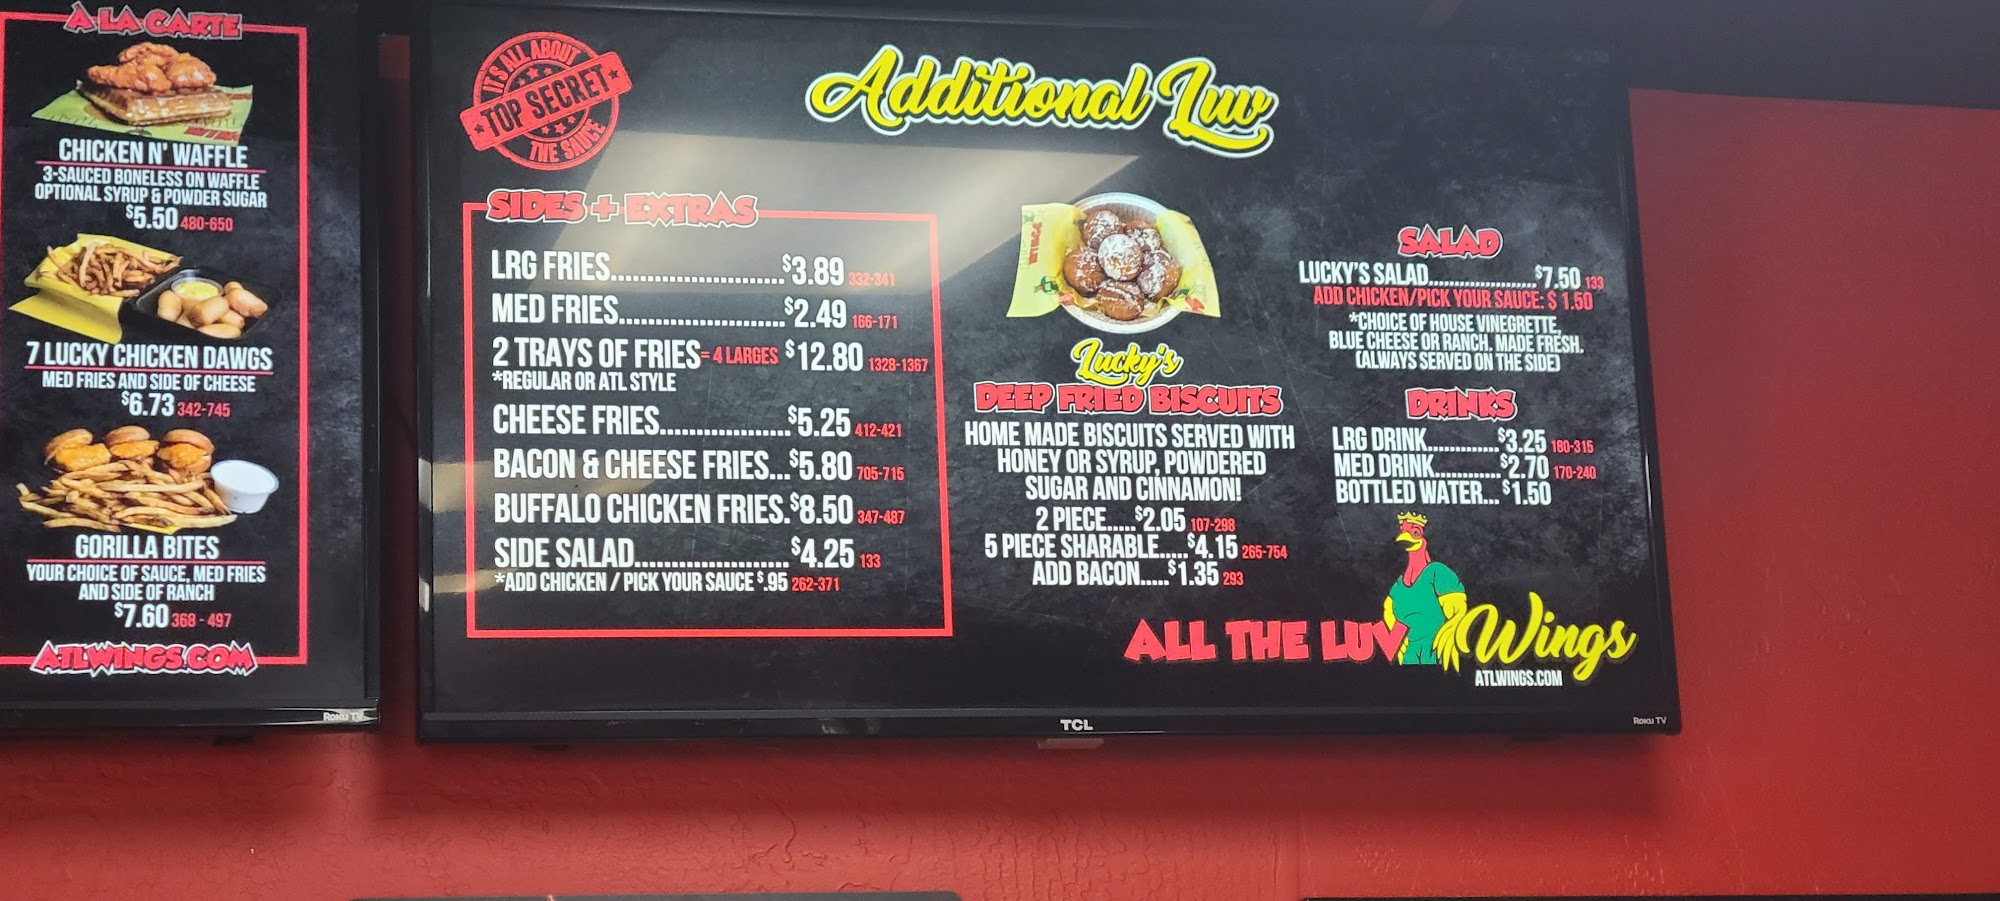 A LA CARTE
CHICKEN N' WAFFLE
3-SAUCED BONELESS ON WAFFLE
OPTIONAL SYRUP & POWDER SUGAR
$5.50 480-650
7 LUCKY CHICKEN DAWGS
MED FRIES AND SIDE OF CHEESE
$6.73 342-745
GORILLA BITES
YOUR CHOICE OF SAUCE, MED FRIES
AND SIDE OF RANCH
$7.60 368 - 497
ATLWINGS.COM
ROKU TV
IT'S ALL ABOUT
TOP SECRET
THE SAUCE
Additional Luv
SIDES + EXTRAS
LRG FRIES.......................$3.89 332-341
MED FRIES......................$2.49 166-171
2 TRAYS OF FRIES= 4 LARGES $12.80 1328-1367
*REGULAR OR ATL STYLE
CHEESE FRIES.................$5.25 412-421
BACON & CHEESE FRIES...$5.80 705-715
BUFFALO CHICKEN FRIES.$8.50 347-487
SIDE SALAD.....................$4.25 133
*ADD CHICKEN / PICK YOUR SAUCE $.95 262-371
Lucky's
DEEP FRIED BISCUITS
HOME MADE BISCUITS SERVED WITH
HONEY OR SYRUP, POWDERED
SUGAR AND CINNAMON!
2 PIECE.....$2.05 107-298
5 PIECE SHARABLE.....$4.15 265-754
ADD BACON.....$1.35 293
SALAD
LUCKY'S SALAD.....................$7.50 133
ADD CHICKEN/PICK YOUR SAUCE: $ 1.50
*CHOICE OF HOUSE VINEGRETTE,
BLUE CHEESE OR RANCH. MADE FRESH.
(ALWAYS SERVED ON THE SIDE)
DRINKS
LRG DRINK.............$3.25 180-315
MED DRINK............$2.70 170-240
BOTTLED WATER...$1.50
ALL THE LUV
Wings
ATLWINGS.COM
TCL
ROKU TV